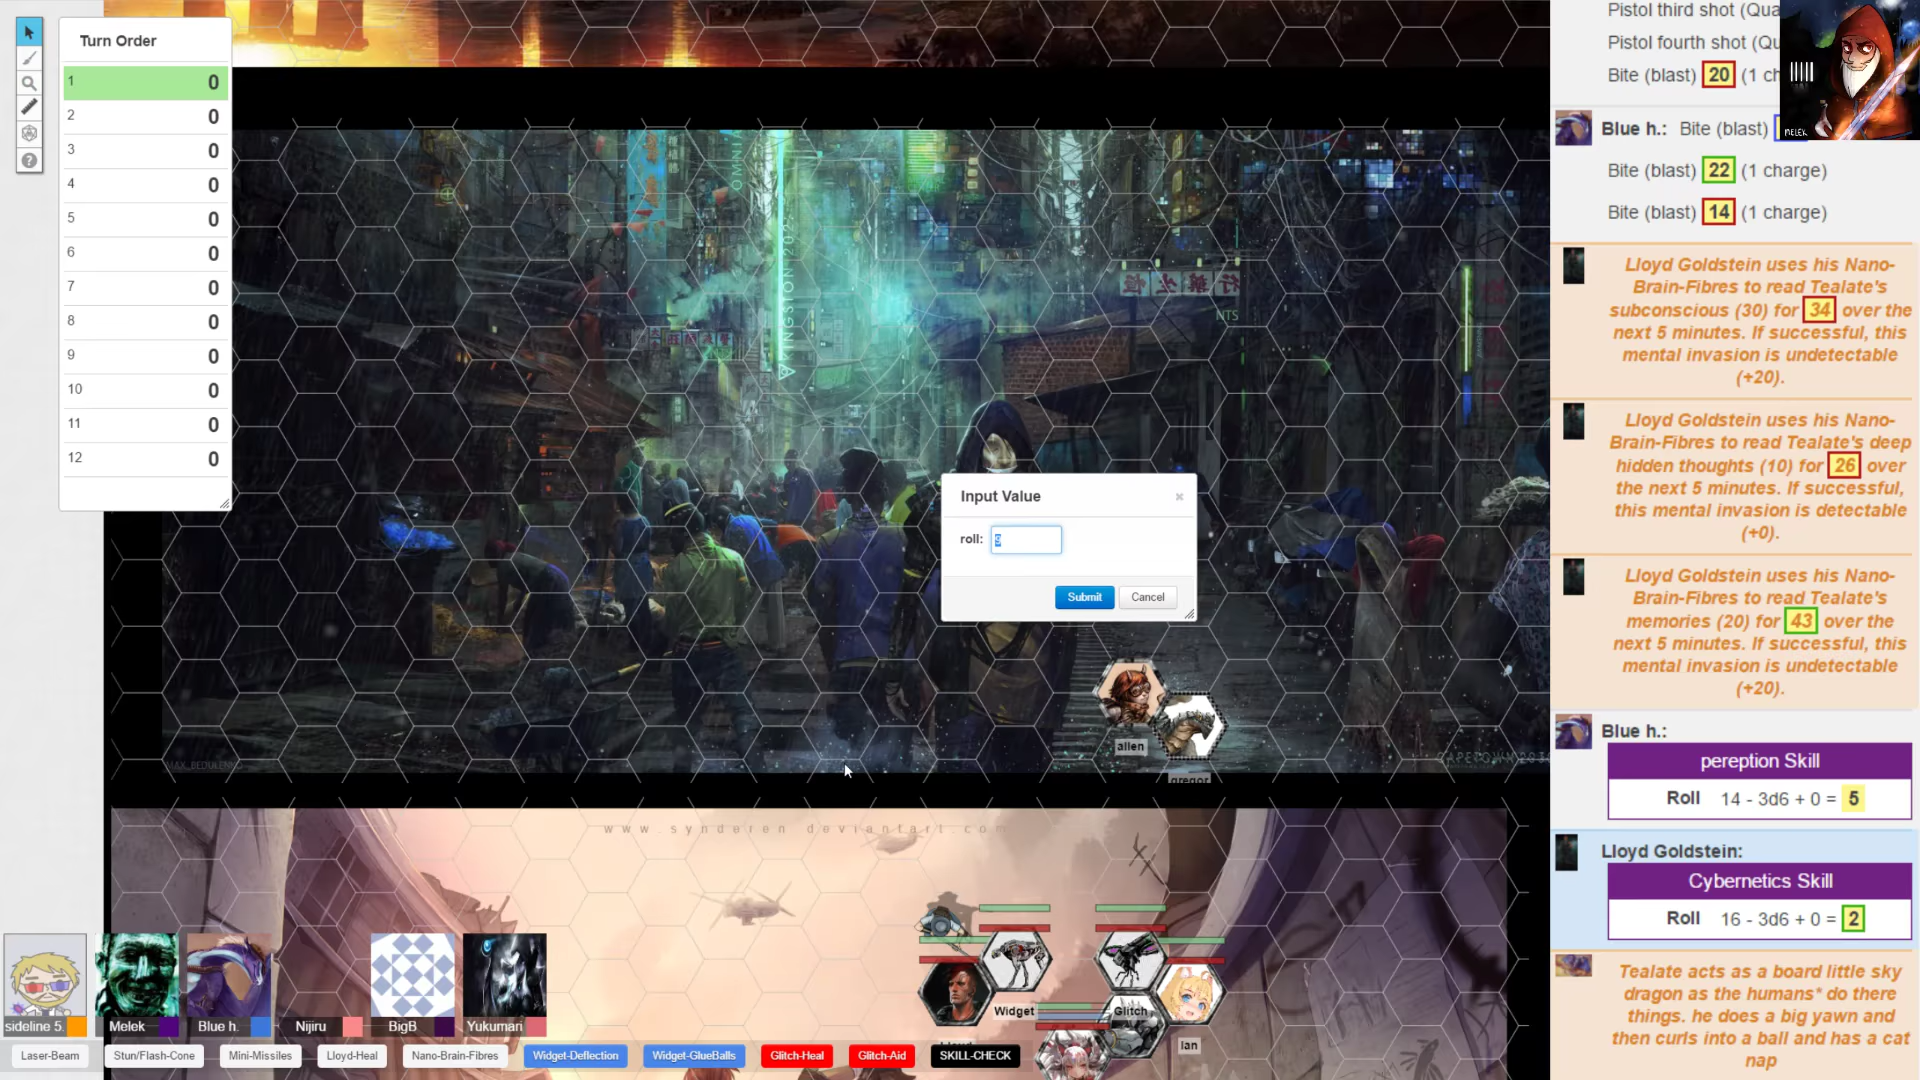 Turn Order
1 0
2 0
3 0
4 0
5 0
6 0
7 0
8 0
9 0
10 0
11 0
12 0
KINGSTON 202
NTS
MAX_BEDULENKO
Input Value ×
roll: 9
Submit Cancel
allen
gregor
www.synderen.deviantart.com
Widget
Glitch
Ian
sideline 5.
Melek
Blue h.
Nijiru
BigB
Yukumari
Laser-Beam
Stun/Flash-Cone
Mini-Missiles
Lloyd-Heal
Nano-Brain-Fibres
Widget-Deflection
Widget-GlueBalls
Glitch-Heal
Glitch-Aid
SKILL-CHECK
Pistol third shot (Qua
Pistol fourth shot (Qu
Bite (blast) 20 (1 ch
MELEK
Blue h.: Bite (blast)
Bite (blast) 22 (1 charge)
Bite (blast) 14 (1 charge)
Lloyd Goldstein uses his Nano-
Brain-Fibres to read Tealate's
subconscious (30) for 34 over the
next 5 minutes. If successful, this
mental invasion is undetectable
(+20).
Lloyd Goldstein uses his Nano-
Brain-Fibres to read Tealate's deep
hidden thoughts (10) for 26 over
the next 5 minutes. If successful,
this mental invasion is detectable
(+0).
Lloyd Goldstein uses his Nano-
Brain-Fibres to read Tealate's
memories (20) for 43 over the
next 5 minutes. If successful, this
mental invasion is undetectable
(+20).
Blue h.:
pereption Skill
Roll 14 - 3d6 + 0 = 5
Lloyd Goldstein:
Cybernetics Skill
Roll 16 - 3d6 + 0 = 2
Tealate acts as a board little sky
dragon as the humans* do there
things. he does a big yawn and
then curls into a ball and has a cat
nap